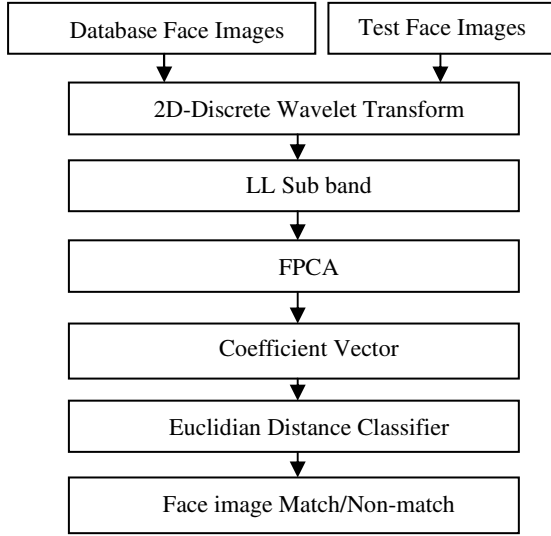 Database Face Images
Test Face Images
2D-Discrete Wavelet Transform
LL Sub band
FPCA
Coefficient Vector
Euclidian Distance Classifier
Face image Match/Non-match